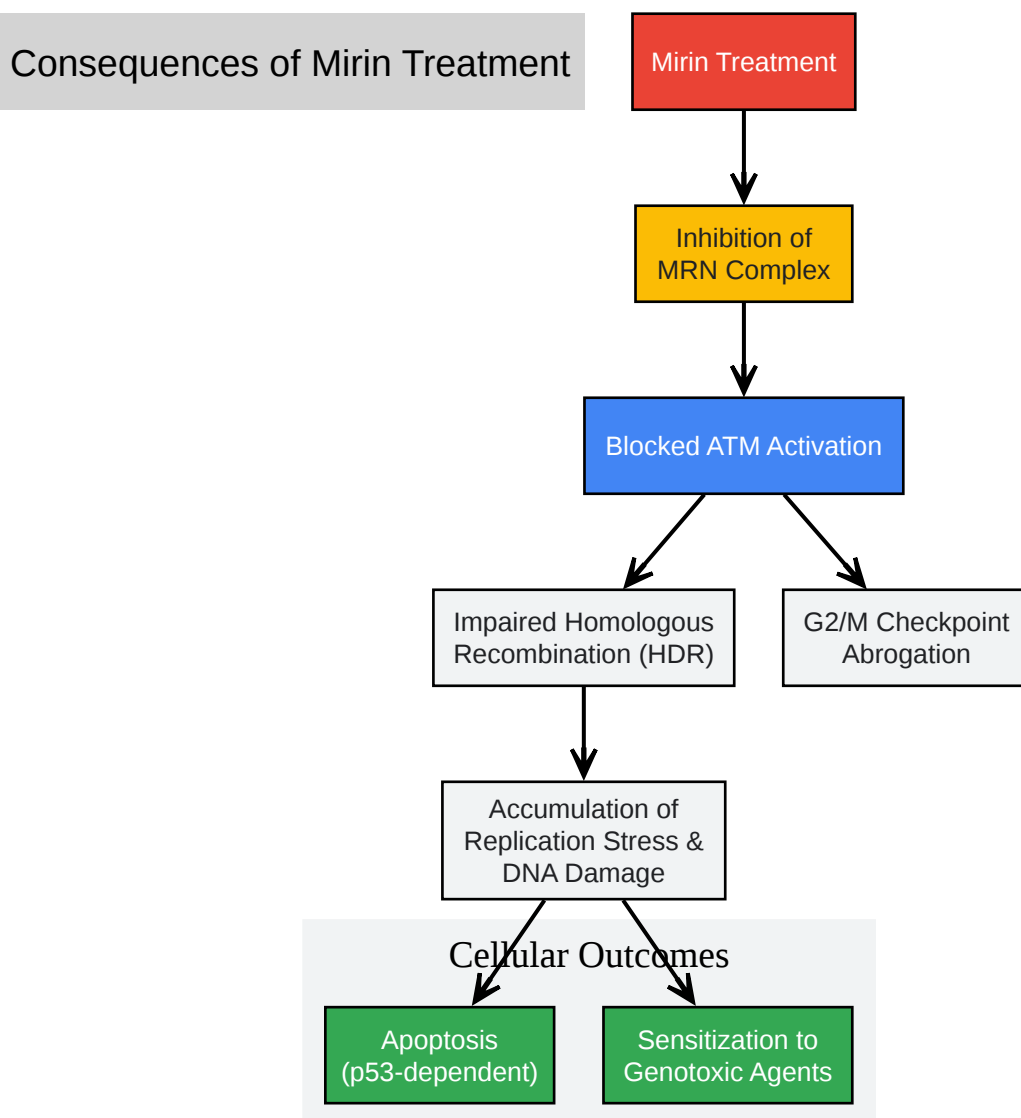 Consequences of Mirin Treatment
Mirin Treatment
Inhibition of
MRN Complex
Blocked ATM Activation
Impaired Homologous
Recombination (HDR)
G2/M Checkpoint
Abrogation
Accumulation of
Replication Stress &
DNA Damage
Cellular Outcomes
Apoptosis
(p53-dependent)
Sensitization to
Genotoxic Agents